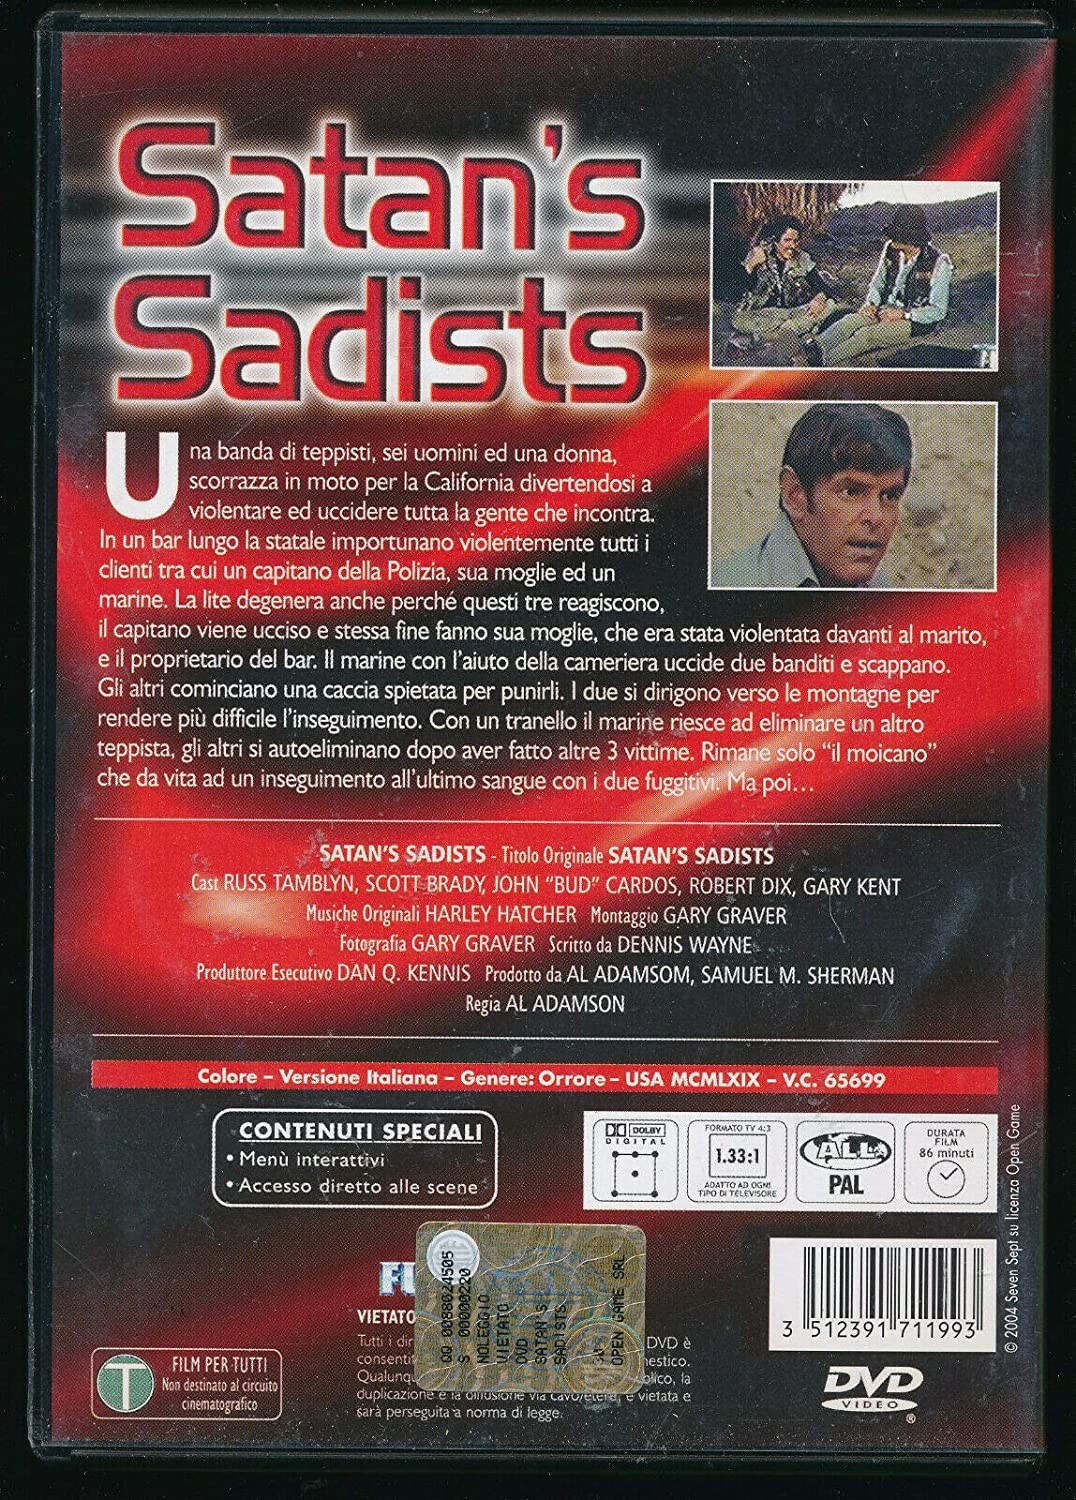 Satan's
Sadists
Una banda di teppisti, sei uomini ed una donna,
scorrazza in moto per la California divertendosi a
violentare ed uccidere tutta la gente che incontra.
In un bar lungo la statale importunano violentemente tutti i
clienti tra cui un capitano della Polizia, sua moglie ed un
marine. La lite degenera anche perché questi tre reagiscono,
il capitano viene ucciso e stessa fine fanno sua moglie, che era stata violentata davanti al marito,
e il proprietario del bar. Il marine con l'aiuto della cameriera uccide due banditi e scappano.
Gli altri cominciano una caccia spietata per punirli. I due si dirigono verso le montagne per
rendere più difficile l'inseguimento. Con un tranello il marine riesce ad eliminare un altro
teppista, gli altri si autoeliminano dopo aver fatto altre 3 vittime. Rimane solo "il moicano"
che da vita ad un inseguimento all'ultimo sangue con i due fuggitivi. Ma poi...
SATAN'S SADISTS - Titolo Originale SATAN'S SADISTS
Cast RUSS TAMBLYN, SCOTT BRADY, JOHN "BUD" CARDOS, ROBERT DIX, GARY KENT
Musiche Originali HARLEY HATCHER Montaggio GARY GRAVER
Fotografia GARY GRAVER Scritto da DENNIS WAYNE
Produttore Esecutivo DAN Q. KENNIS Prodotto da AL ADAMSOM, SAMUEL M. SHERMAN
Regia AL ADAMSON
Colore – Versione Italiana – Genere: Orrore – USA MCMLXIX – V.C. 65699
CONTENUTI SPECIALI
• Menù interattivi
• Accesso diretto alle scene
DOLBY
DIGITAL
FORMATO TV 4:3
1.33:1
ADATTO AD OGNI
TIPO DI TELEVISORE
ALL
PAL
DURATA
FILM
86 minuti
© 2004 Seven Sept su licenza Open Game
QQ 0088024505
S 00000220
NOLEGGIO
VIETATO
DVD
SATAN'S
SADISTS
OPEN GAME SRL
VIETATO
Tutti i DVD è
duplicazione e la diffusione via cavo/etere, è vietata e
sarà perseguita a norma di legge.
T
FILM PER TUTTI
Non destinato al circuito
cinematografico
3 512391 711993
DVD
VIDEO
®